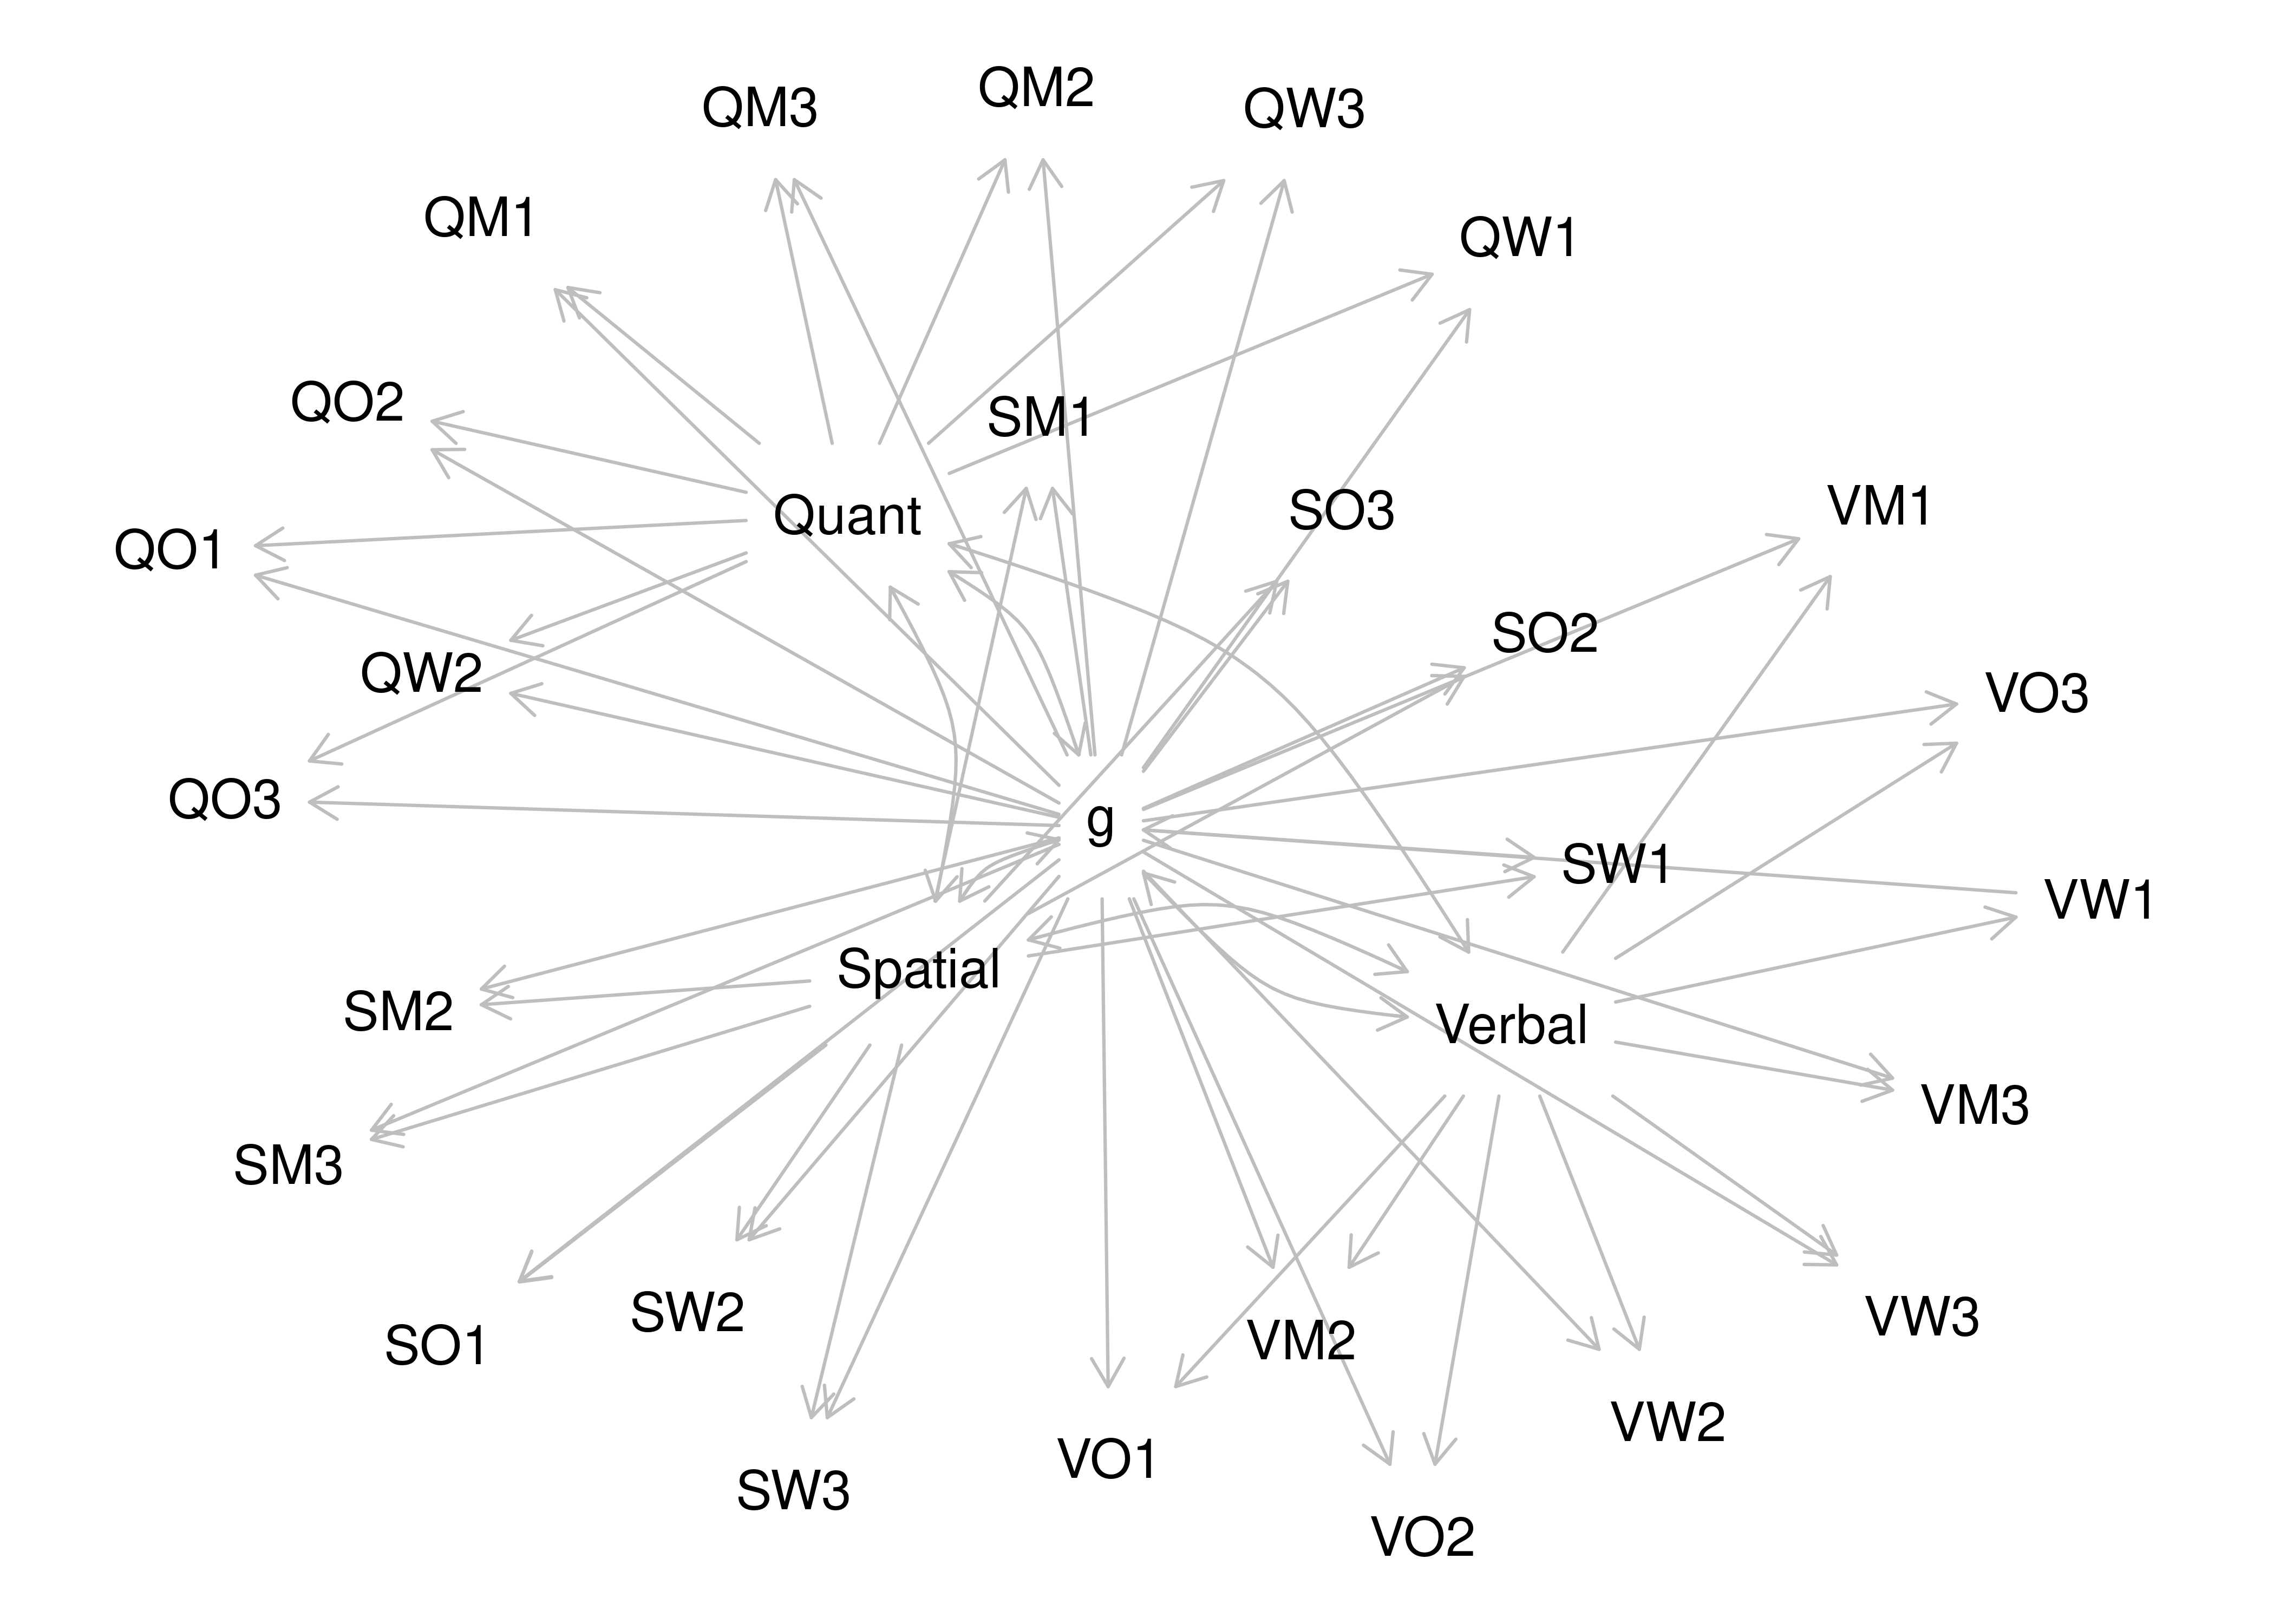 QM2
QM3
QW3
QM1
QW1
QO2
SM1
VM1
SO3
Quant
QO1
SO2
QW2
VO3
QO3
g
SW1
VW1
Spatial
SM2
Verbal
VM3
SM3
SW2
VW3
VM2
SO1
VW2
VO1
SW3
VO2